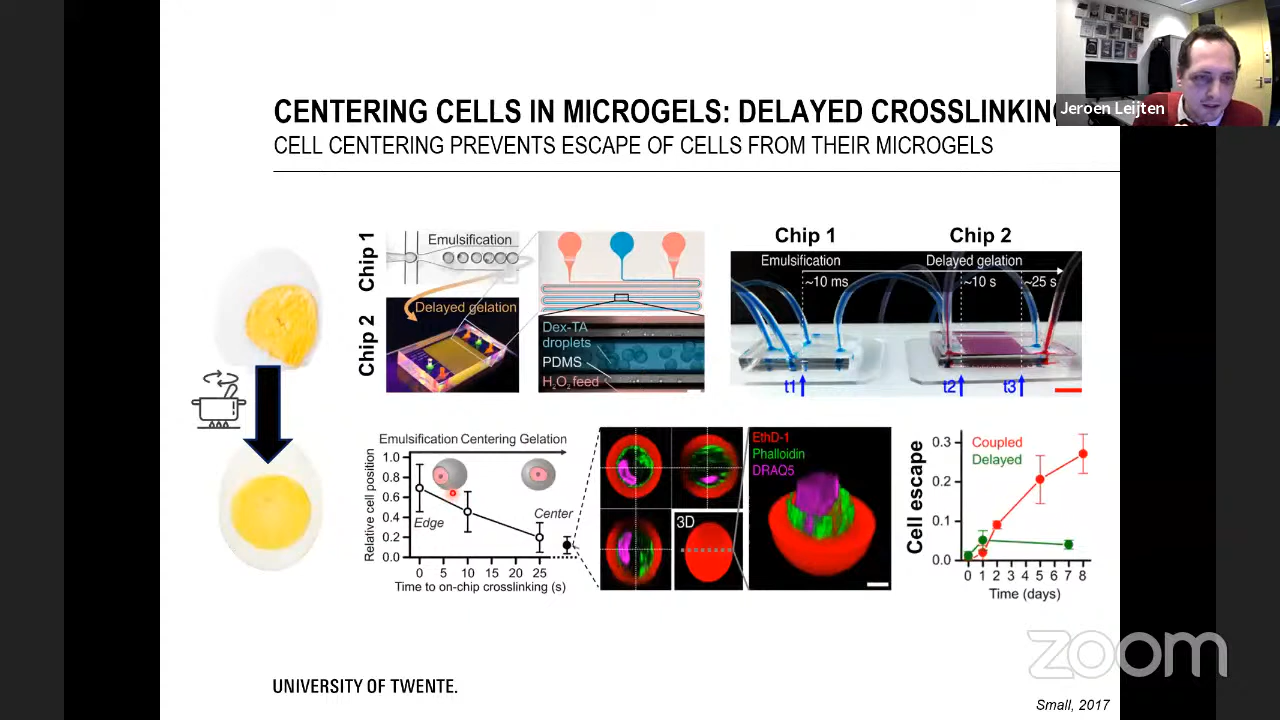 CENTERING CELLS IN MICROGELS: DELAYED CROSSLINKING
CELL CENTERING PREVENTS ESCAPE OF CELLS FROM THEIR MICROGELS
Jeroen Leijten
Chip 1
Emulsification
Chip 2
Delayed gelation
Dex-TA
droplets
PDMS
H₂O₂ feed
Chip 1
Chip 2
Emulsification
Delayed gelation
~10 ms
~10 s
~25 s
t1
t2
t3
Emulsification Centering Gelation
Relative cell position
1.0
0.8
0.6
0.4
0.2
0.0
Edge
Center
0 5 10 15 20 25
Time to on-chip crosslinking (s)
3D
EthD-1
Phalloidin
DRAQ5
Cell escape
0.3
0.2
0.1
0.0
Coupled
Delayed
0 1 2 3 4 5 6 7 8
Time (days)
zoom
UNIVERSITY OF TWENTE.
Small, 2017